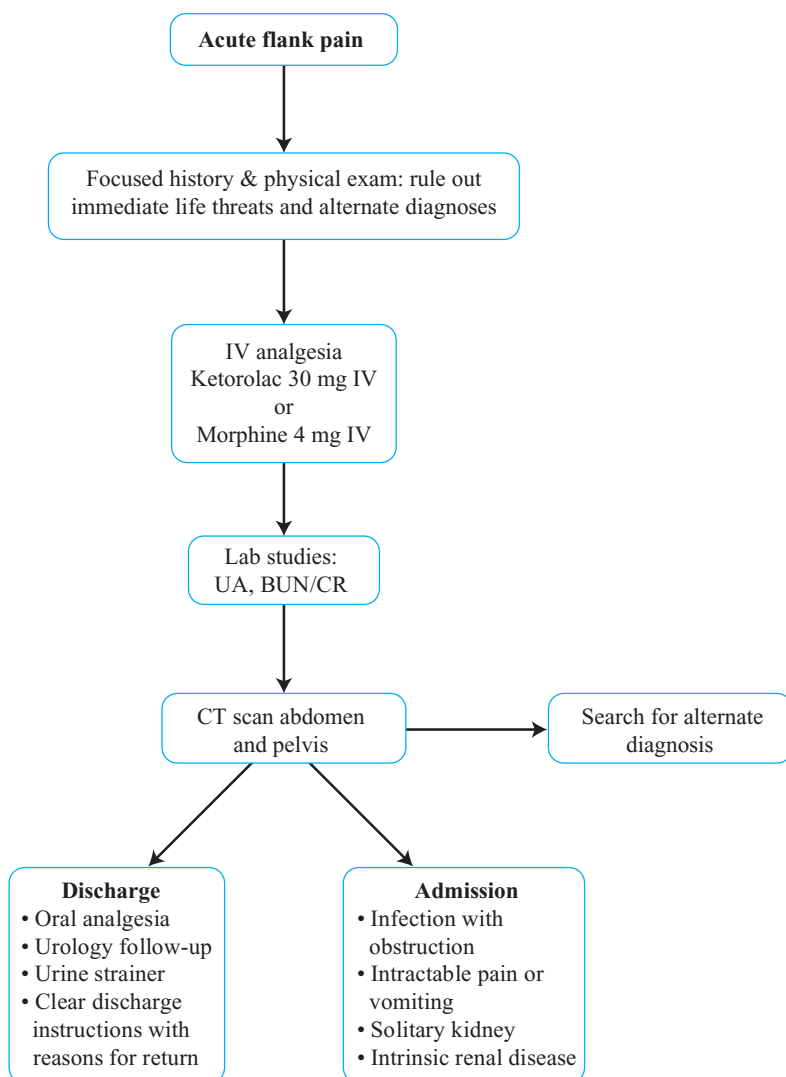 Acute flank pain
Focused history & physical exam: rule out
immediate life threats and alternate diagnoses
IV analgesia
Ketorolac 30 mg IV
or
Morphine 4 mg IV
Lab studies:
UA, BUN/CR
CT scan abdomen
and pelvis
Search for alternate
diagnosis
Discharge
• Oral analgesia
• Urology follow-up
• Urine strainer
• Clear discharge
instructions with
reasons for return
Admission
• Infection with
obstruction
• Intractable pain or
vomiting
• Solitary kidney
• Intrinsic renal disease